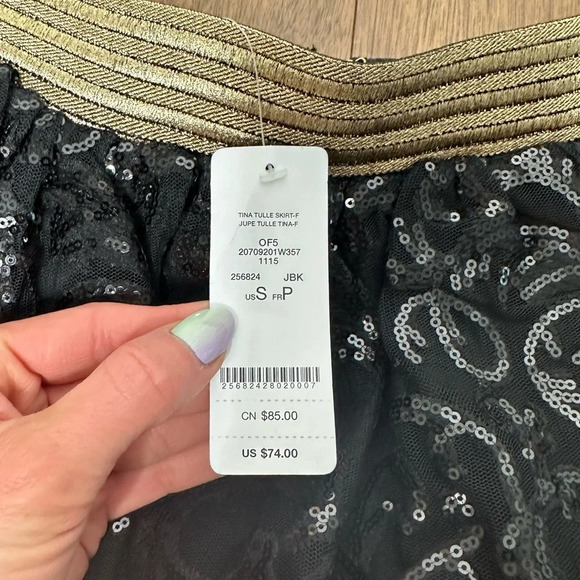 TINA TULLE SKIRT-F
JUPE TULLE TINA-F
OF5
20709201W357
1115
256824 JBK
US S FR P
25682428020007
CN $85.00
US $74.00